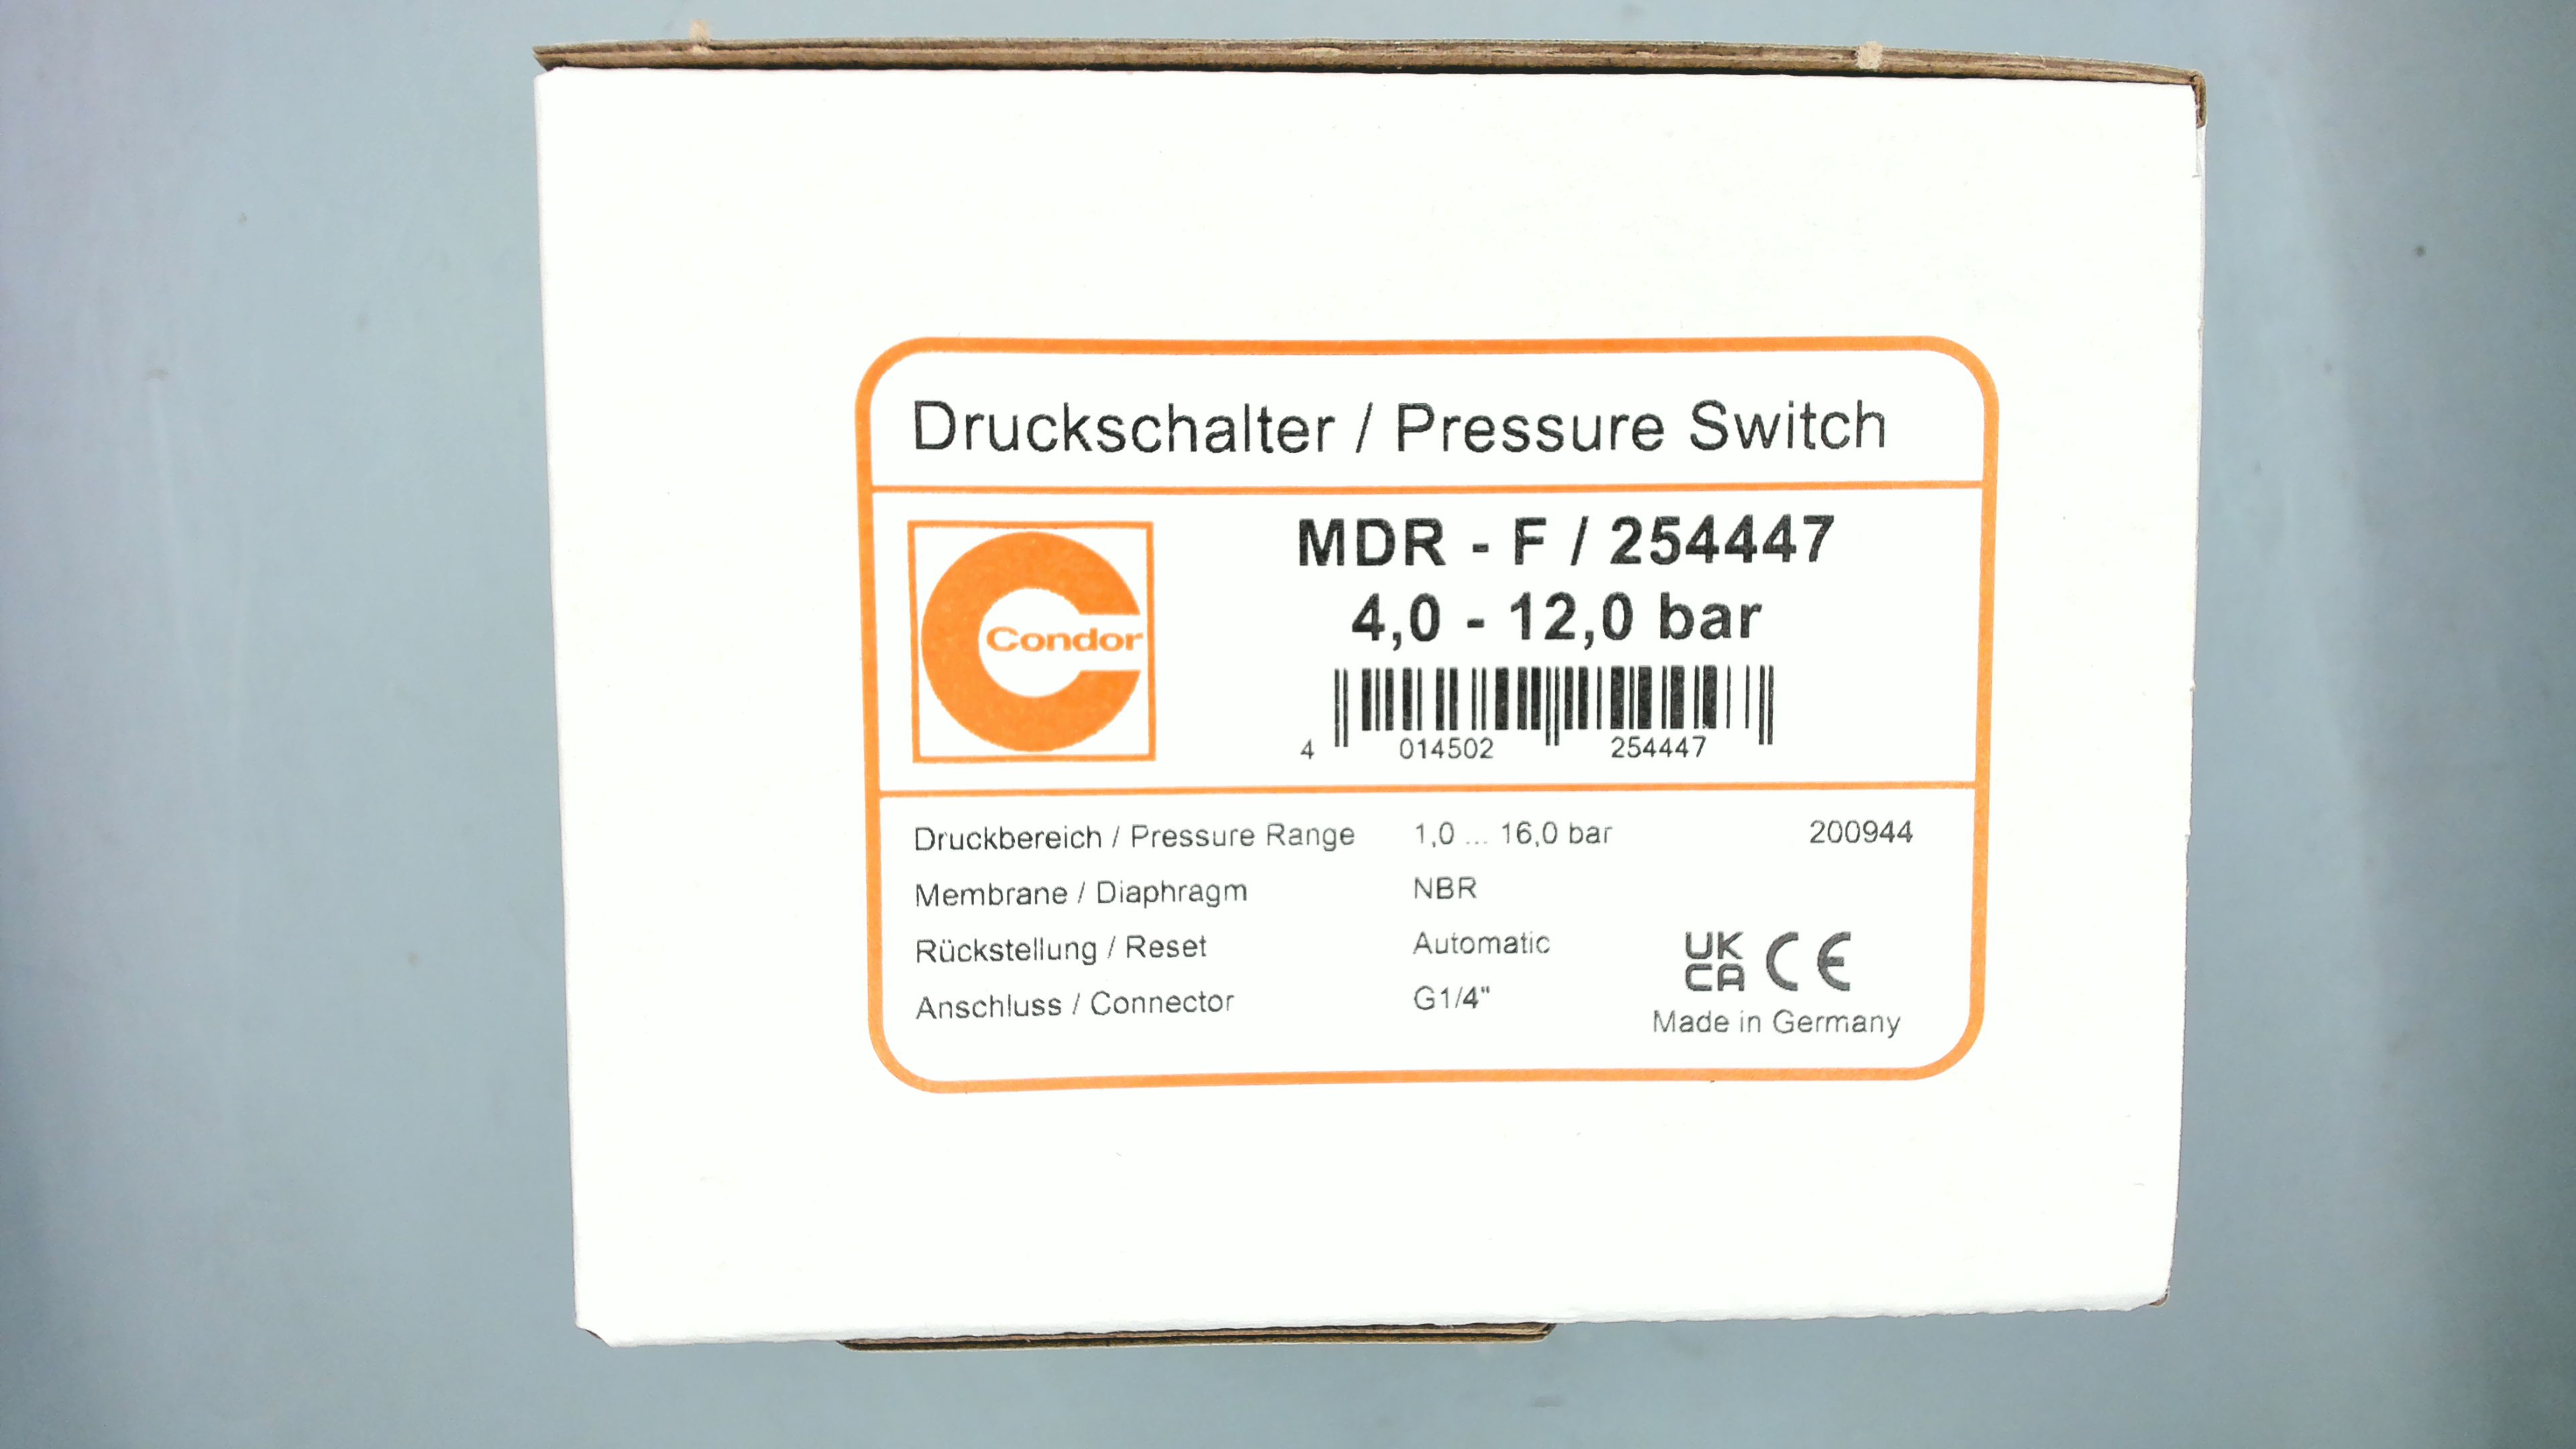 Druckschalter / Pressure Switch
Condor
MDR - F / 254447
4,0 - 12,0 bar
4 014502 254447
Druckbereich / Pressure Range 1,0 ... 16,0 bar 200944
Membrane / Diaphragm NBR
Rückstellung / Reset Automatic
Anschluss / Connector G1/4"
UK
CA CE
Made in Germany